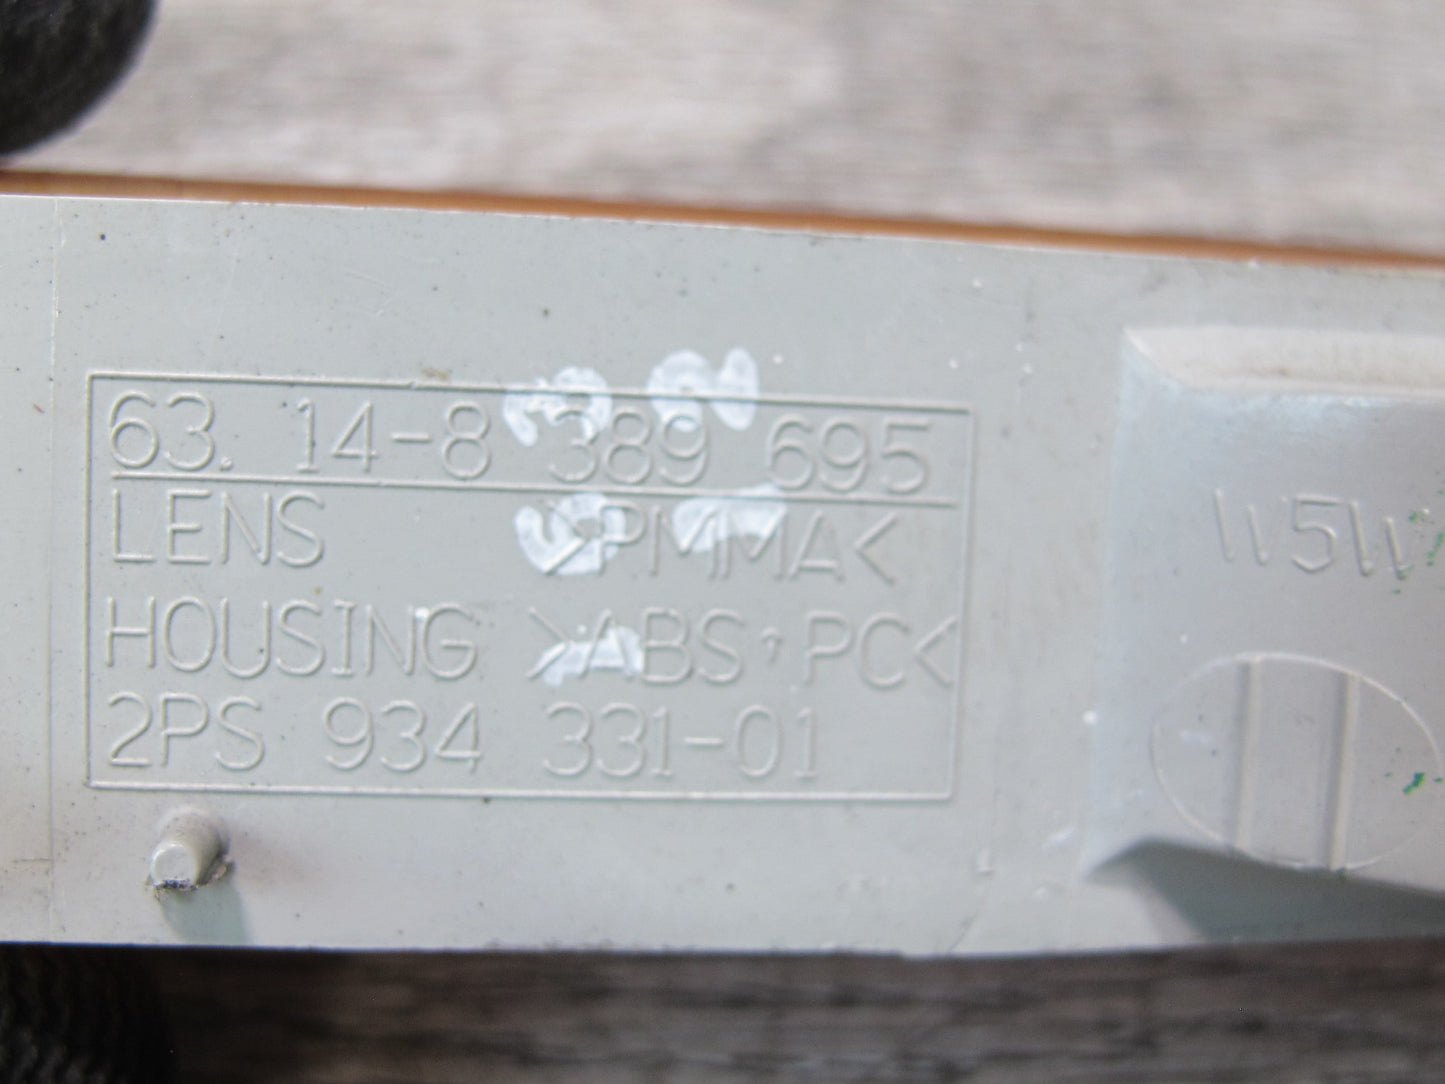 63. 14-8 389 695
LENS >PMMA<
HOUSING >ABS+PC<
2PS 934 331-01
W5W